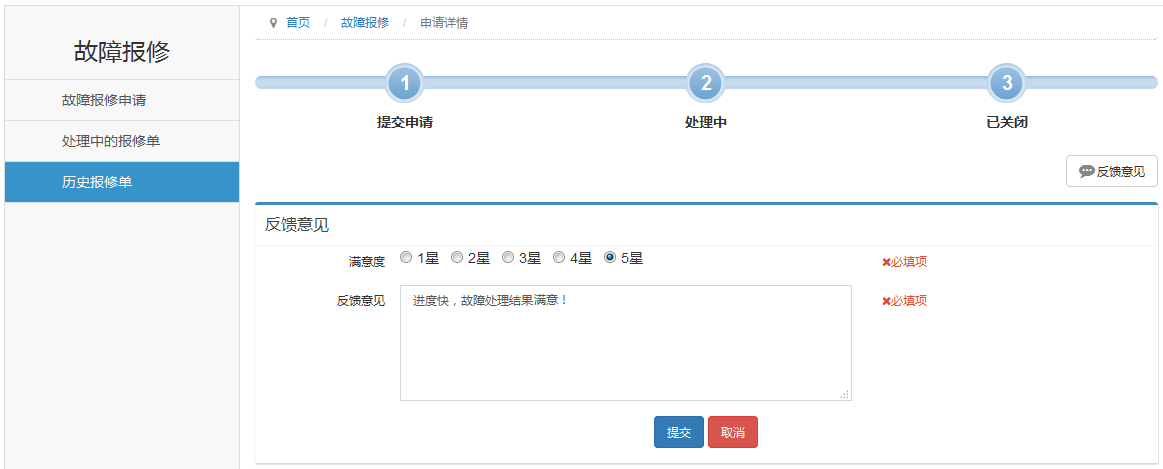 故障报修
故障报修申请
处理中的报修单
历史报修单
首页 / 故障报修 / 申请详情
1 2 3
提交申请 处理中 已关闭
反馈意见
反馈意见
满意度 1星 2星 3星 4星 5星 ✖必填项
反馈意见 进度快，故障处理结果满意！ ✖必填项
提交 取消